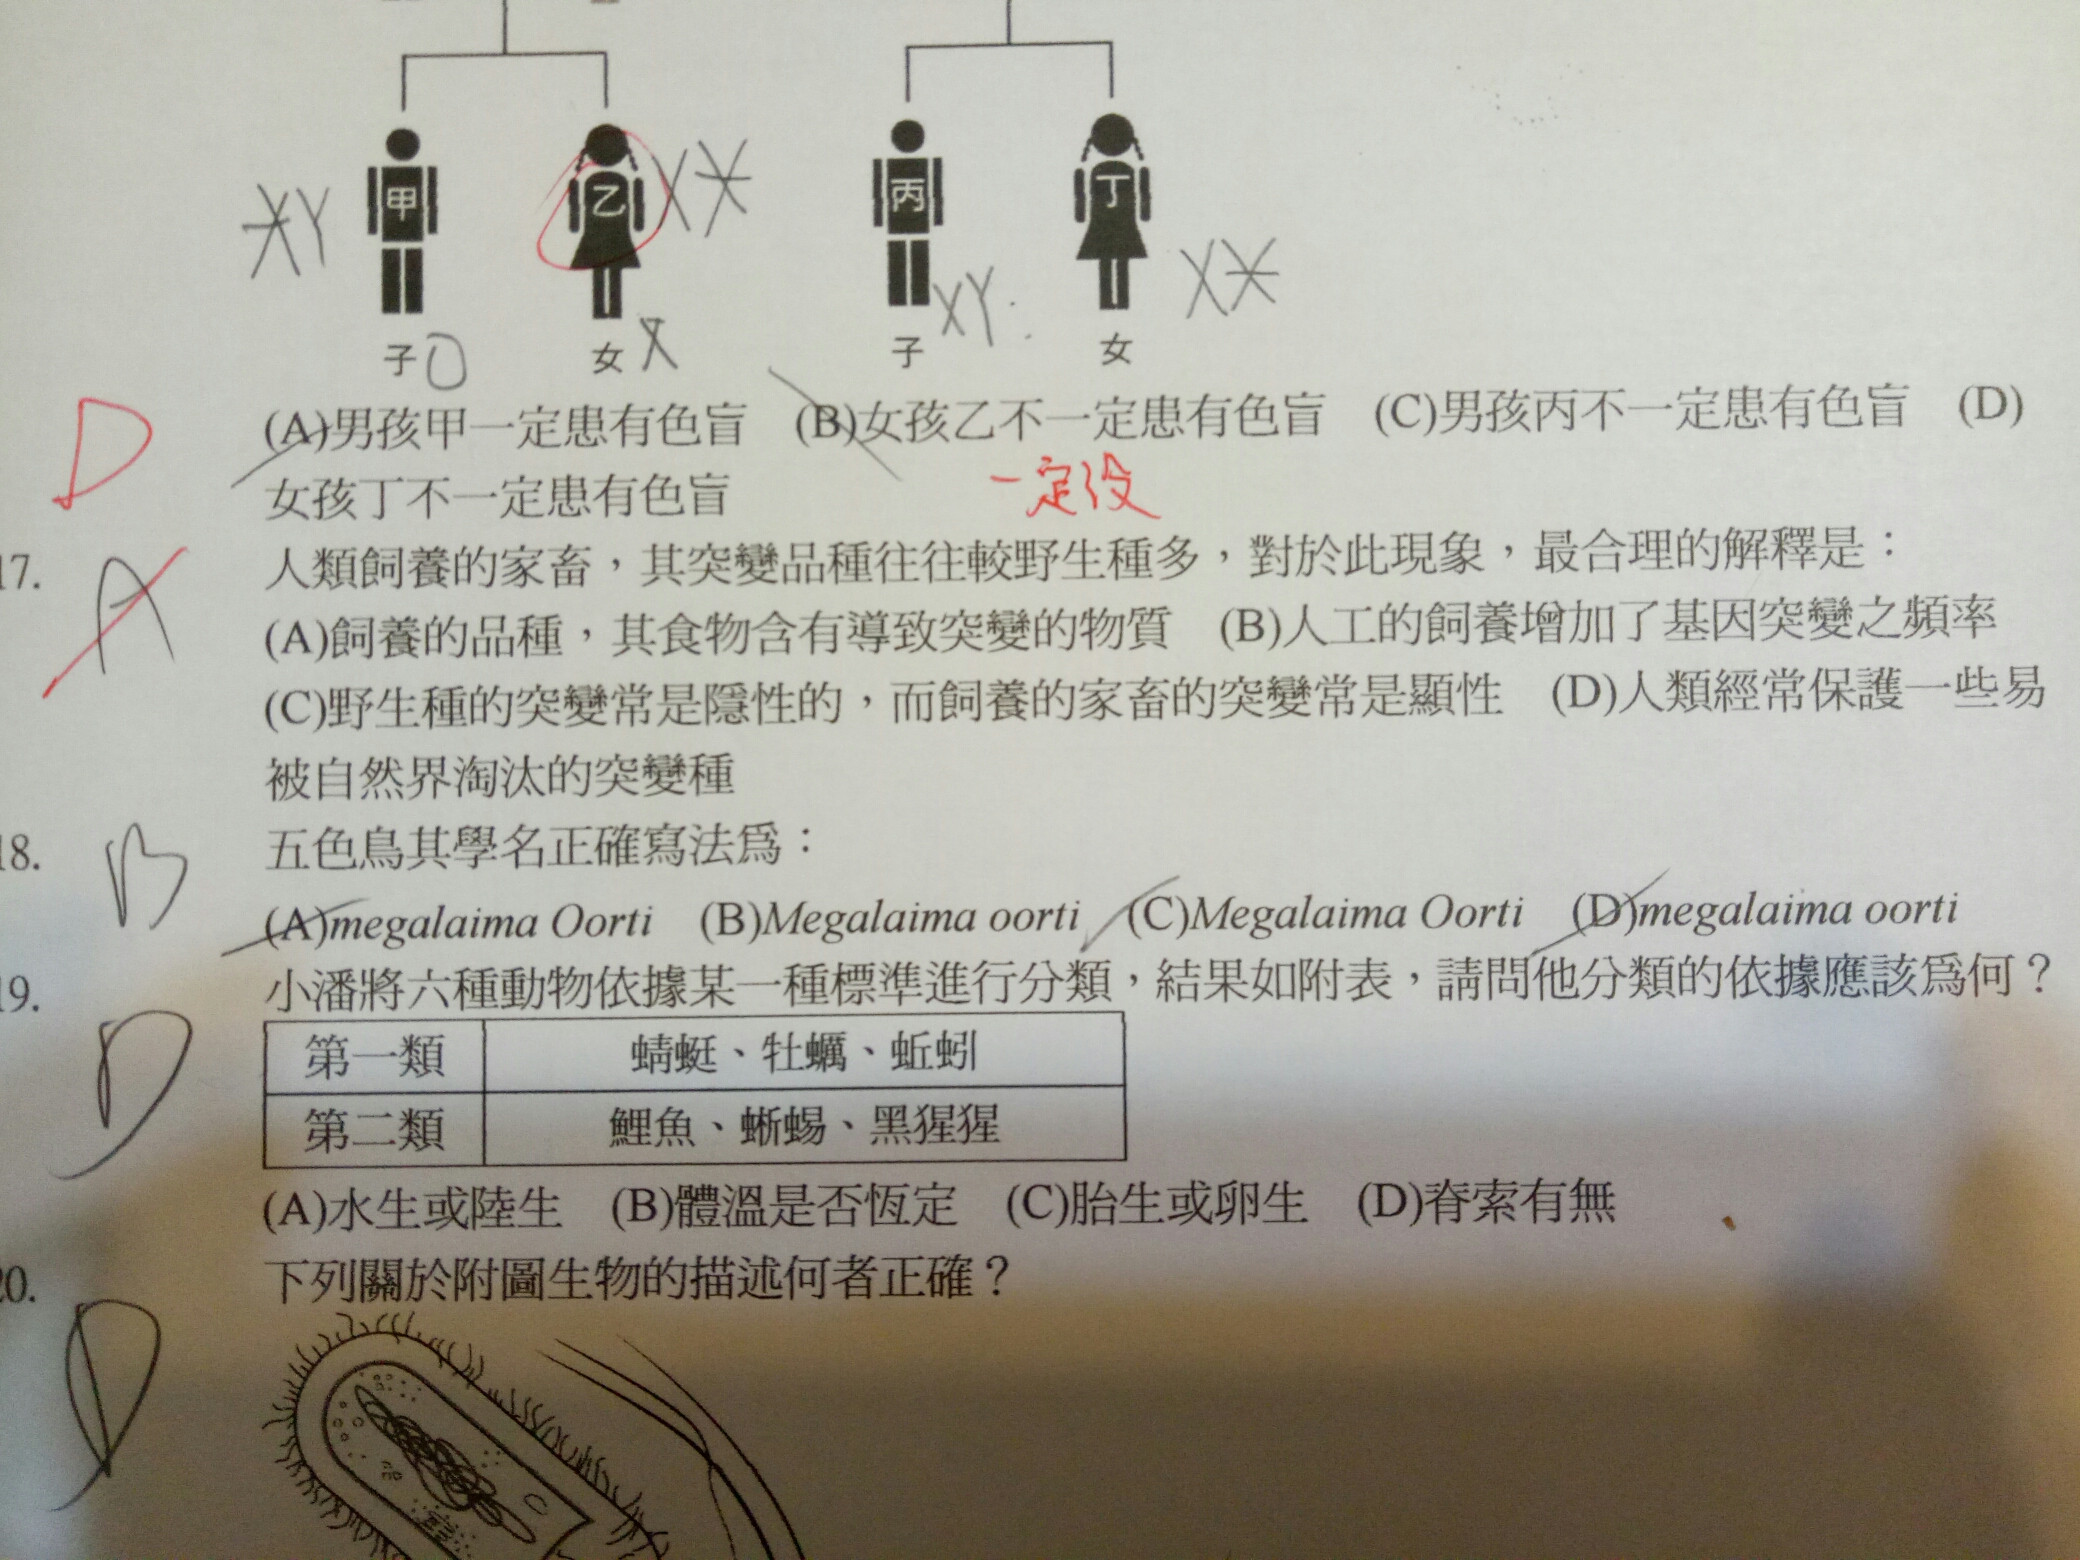 甲 乙 丙 丁
XY XX XY XX
子 女 X 子 女
D (A)男孩甲一定患有色盲 (B)女孩乙不一定患有色盲 (C)男孩丙不一定患有色盲 (D)
女孩丁不一定患有色盲 一定沒
17. A 人類飼養的家畜，其突變品種往往較野生種多，對於此現象，最合理的解釋是：
(A)飼養的品種，其食物含有導致突變的物質 (B)人工的飼養增加了基因突變之頻率
(C)野生種的突變常是隱性的，而飼養的家畜的突變常是顯性 (D)人類經常保護一些易
被自然界淘汰的突變種
18. B 五色鳥其學名正確寫法為：
(A)megalaima Oorti (B)Megalaima oorti (C)Megalaima Oorti (D)megalaima oorti
19. D 小潘將六種動物依據某一種標準進行分類，結果如附表，請問他分類的依據應該為何？
第一類 蜻蜓、牡蠣、蚯蚓
第二類 鯉魚、蜥蜴、黑猩猩
(A)水生或陸生 (B)體溫是否恆定 (C)胎生或卵生 (D)脊索有無
20. D 下列關於附圖生物的描述何者正確？